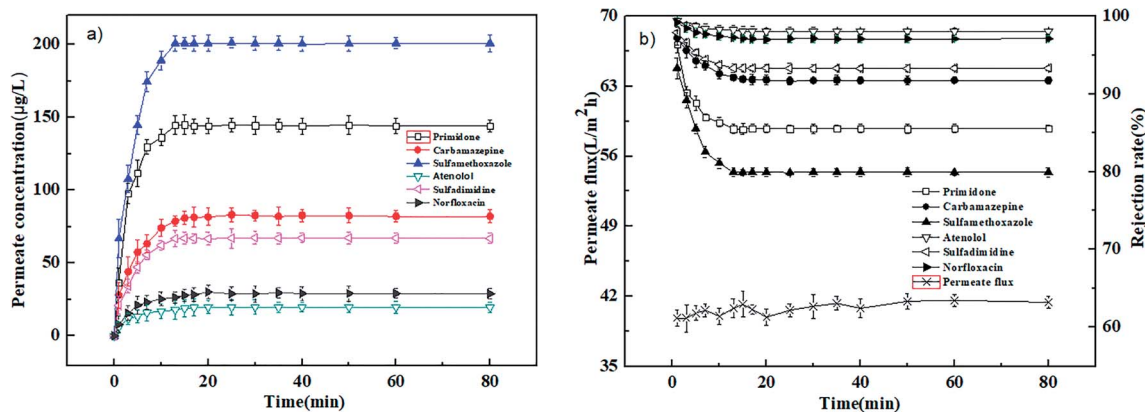 a)
Permeate concentration(µg/L)
200
150
100
50
0
Primidone
Carbamazepine
Sulfamethoxazole
Atenolol
Sulfadimidine
Norfloxacin
0 20 40 60 80
Time(min)
b)
Permeate flux(L/m²h)
70
63
56
49
42
35
Primidone
Carbamazepine
Sulfamethoxazole
Atenolol
Sulfadimidine
Norfloxacin
Permeate flux
100
90
80
70
60
Rejection rate(%)
0 20 40 60 80
Time(min)